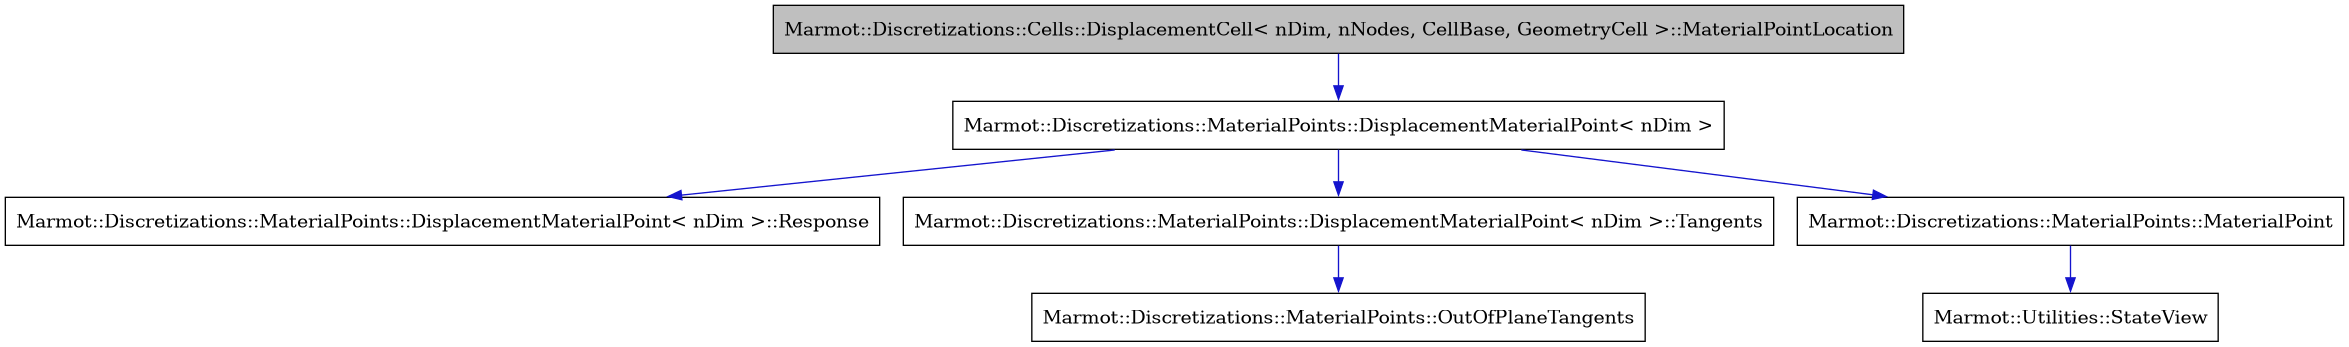 Marmot::Discretizations::Cells::DisplacementCell< nDim, nNodes, CellBase, GeometryCell >::MaterialPointLocation
Marmot::Discretizations::MaterialPoints::DisplacementMaterialPoint< nDim >
Marmot::Discretizations::MaterialPoints::DisplacementMaterialPoint< nDim >::Response
Marmot::Discretizations::MaterialPoints::DisplacementMaterialPoint< nDim >::Tangents
Marmot::Discretizations::MaterialPoints::MaterialPoint
Marmot::Discretizations::MaterialPoints::OutOfPlaneTangents
Marmot::Utilities::StateView